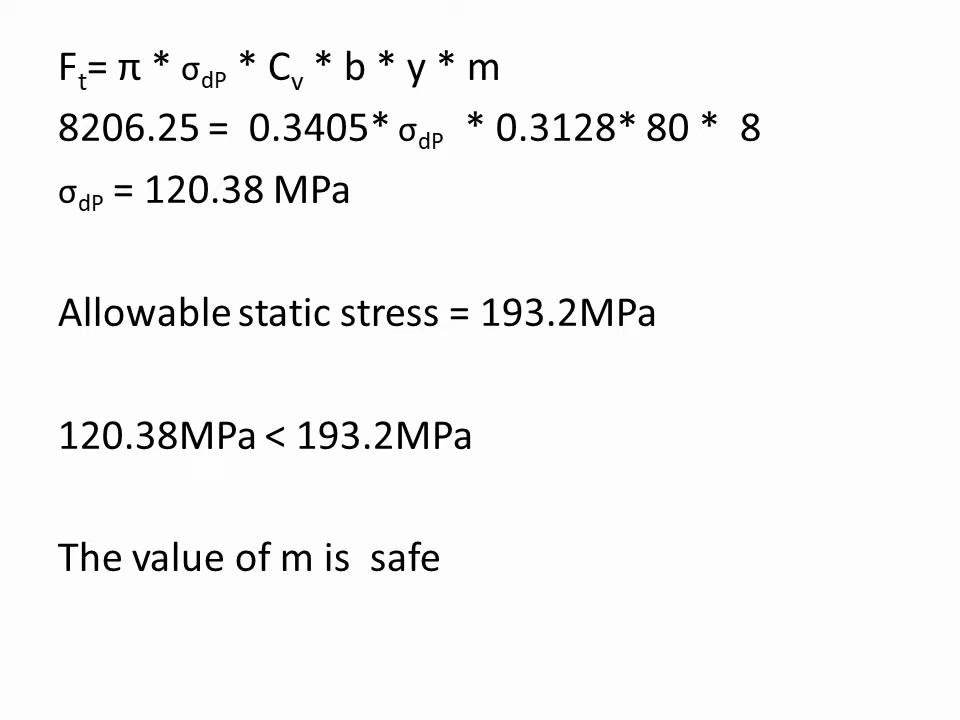 Ft= π * σdP * Cv * b * y * m
8206.25 = 0.3405* σdP * 0.3128* 80 * 8
σdP = 120.38 MPa
Allowable static stress = 193.2MPa
120.38MPa < 193.2MPa
The value of m is safe